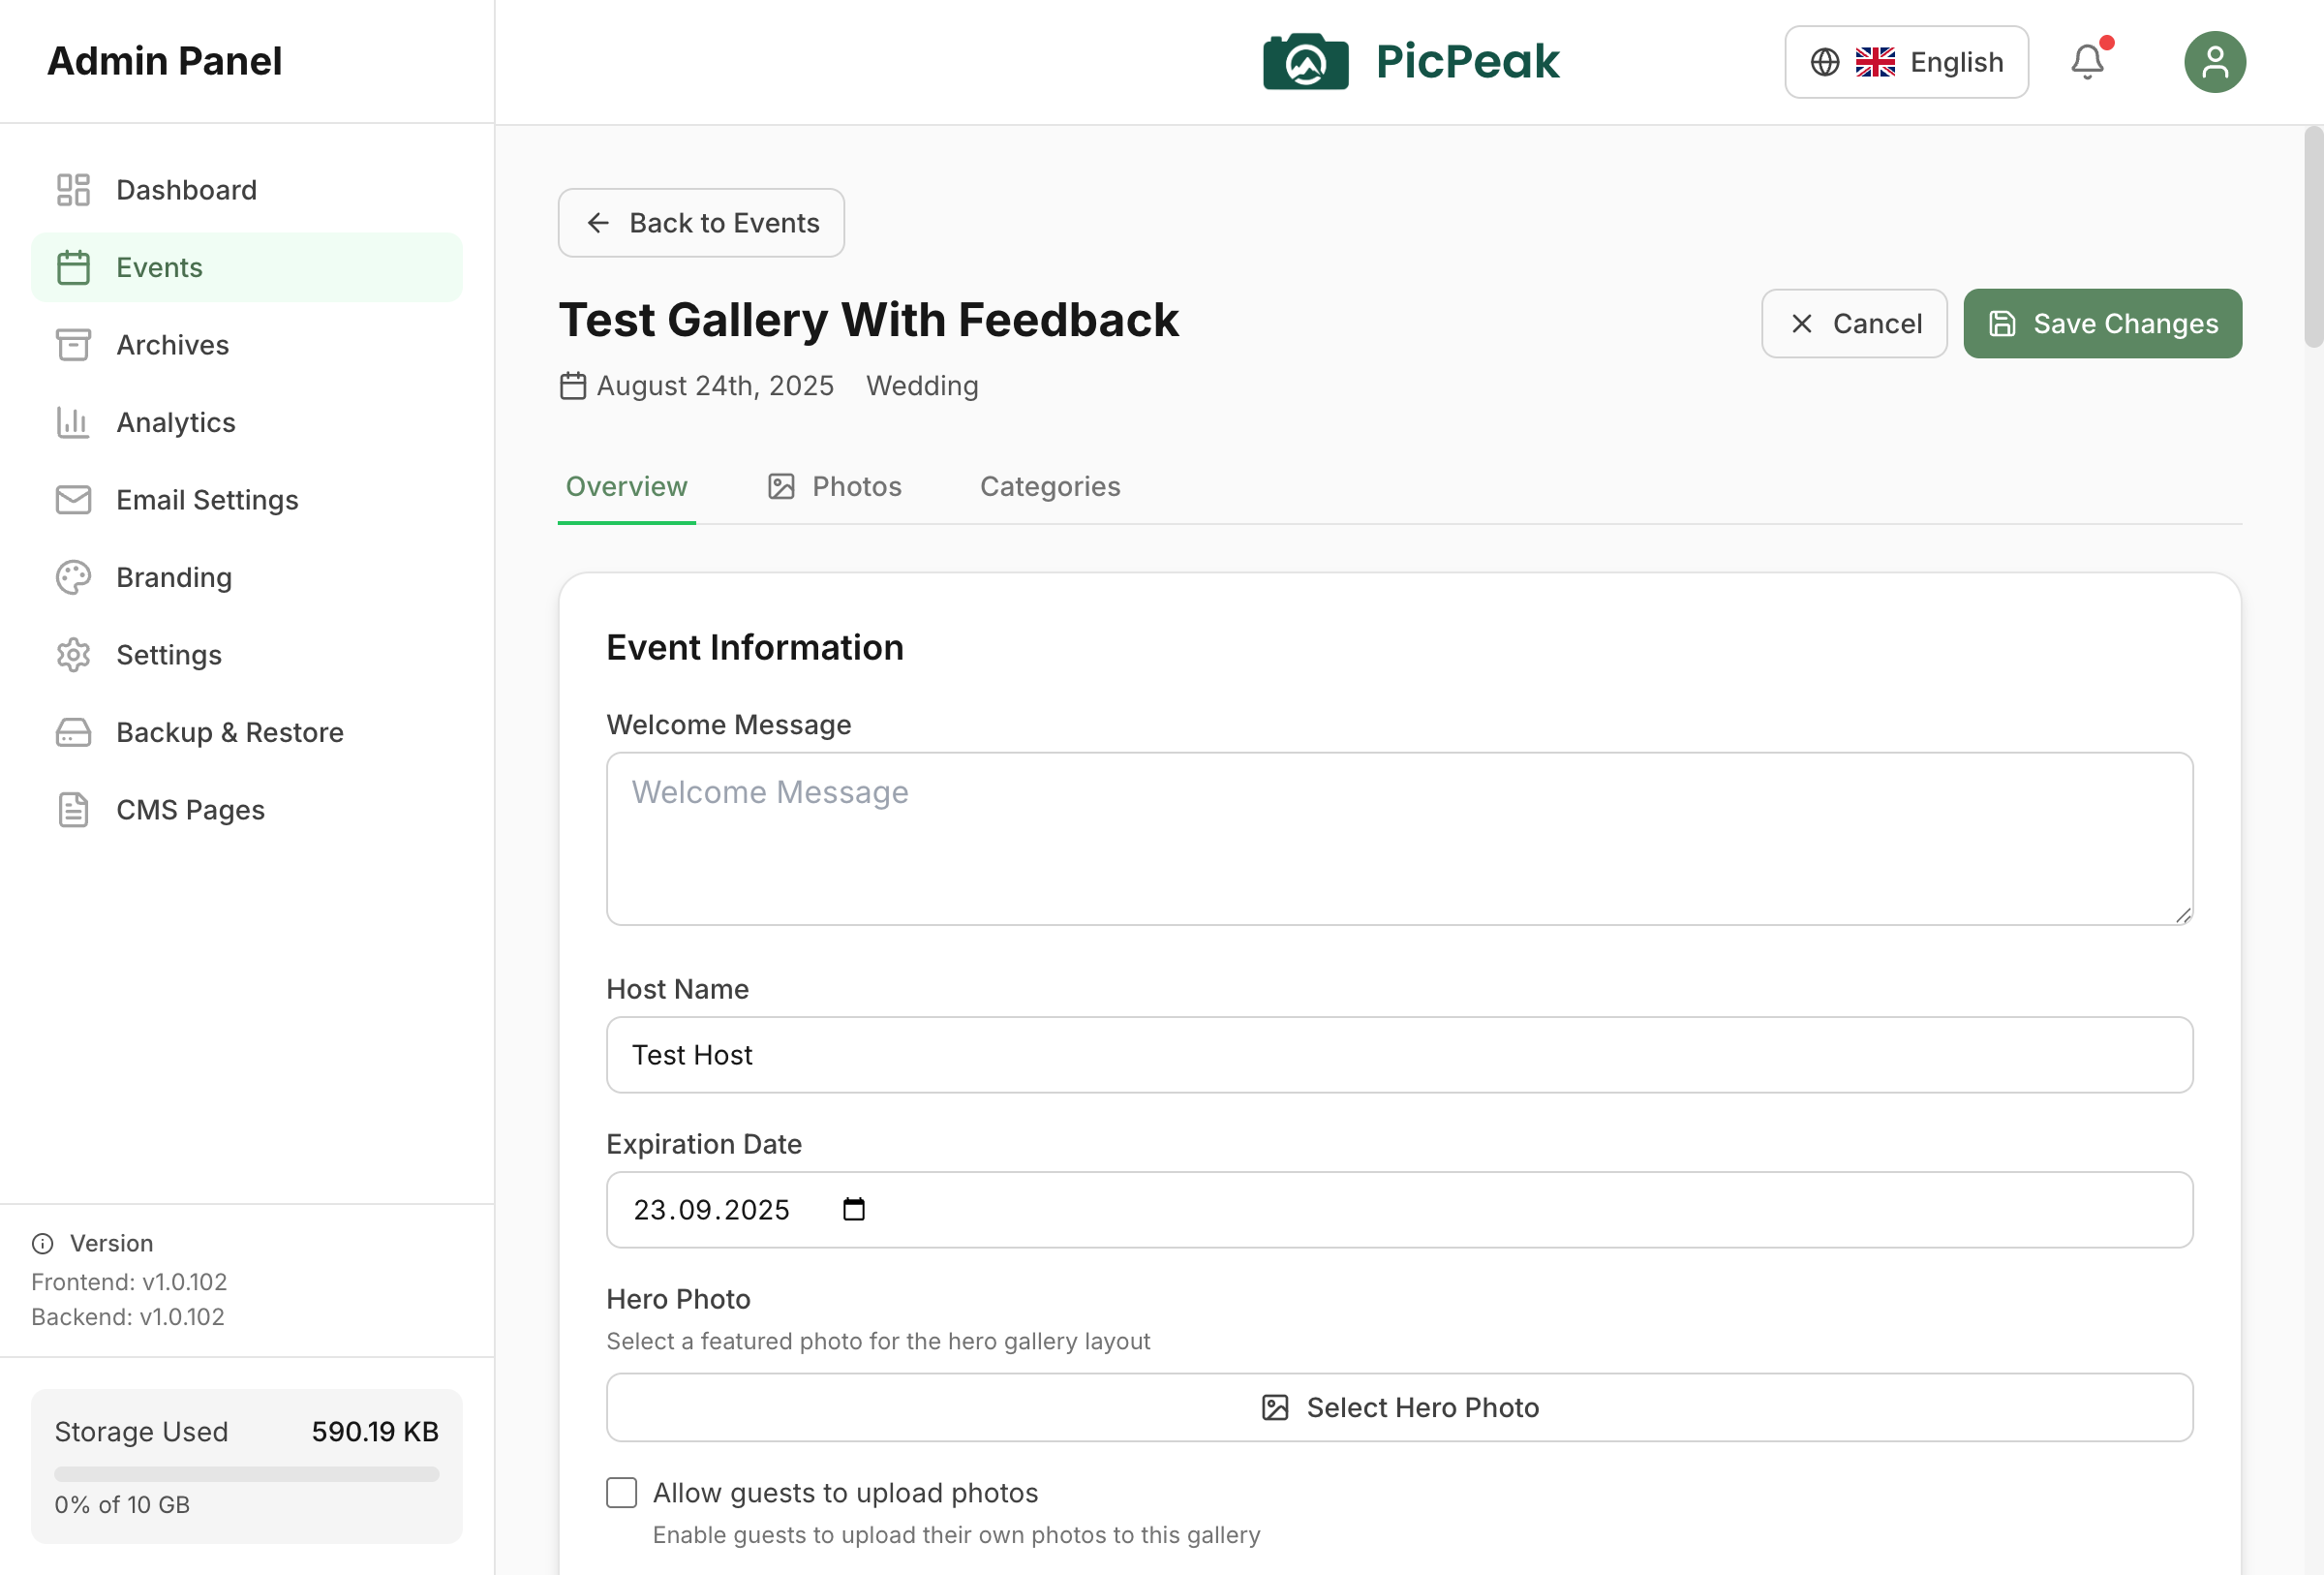 Admin Panel
PicPeak
English
Dashboard
Events
Archives
Analytics
Email Settings
Branding
Settings
Backup & Restore
CMS Pages
Version
Frontend: v1.0.102
Backend: v1.0.102
Storage Used 590.19 KB
0% of 10 GB
Back to Events
Test Gallery With Feedback
Cancel
Save Changes
August 24th, 2025 Wedding
Overview Photos Categories
Event Information
Welcome Message
Welcome Message
Host Name
Test Host
Expiration Date
23.09.2025
Hero Photo
Select a featured photo for the hero gallery layout
Select Hero Photo
Allow guests to upload photos
Enable guests to upload their own photos to this gallery